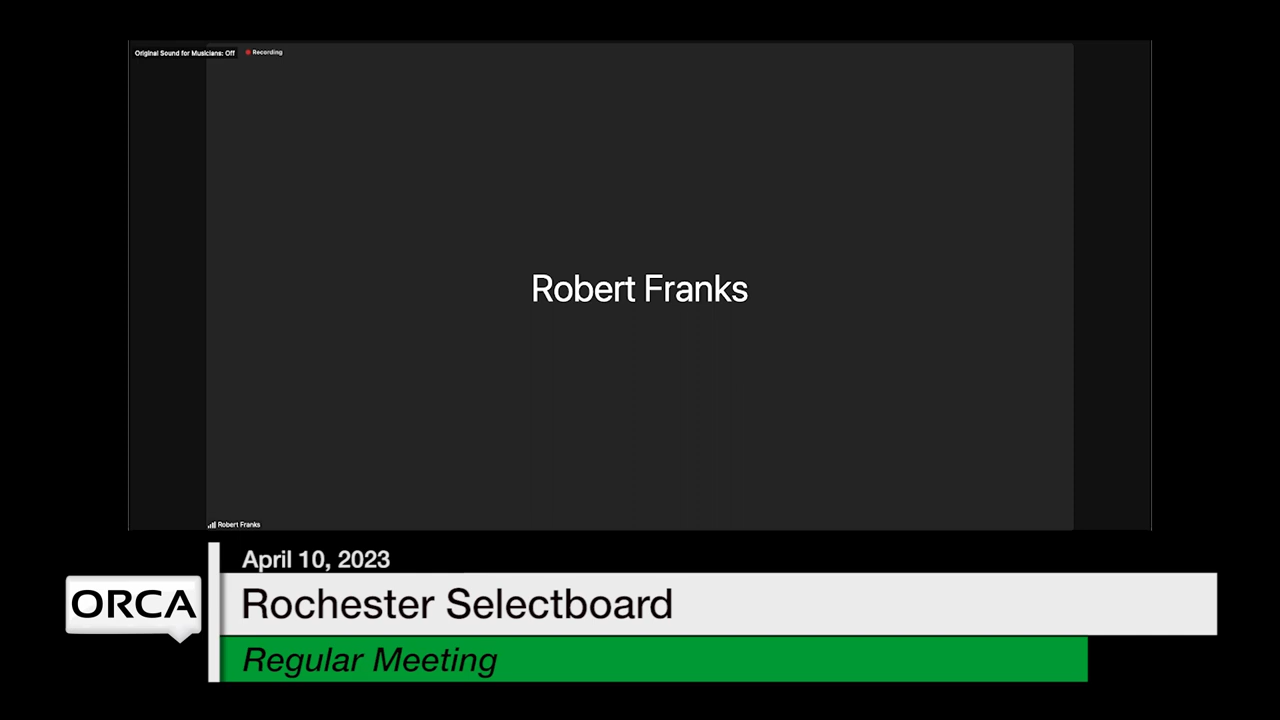 Original Sound for Musicians: Off
Recording
Robert Franks
Robert Franks
April 10, 2023
ORCA
Rochester Selectboard
Regular Meeting